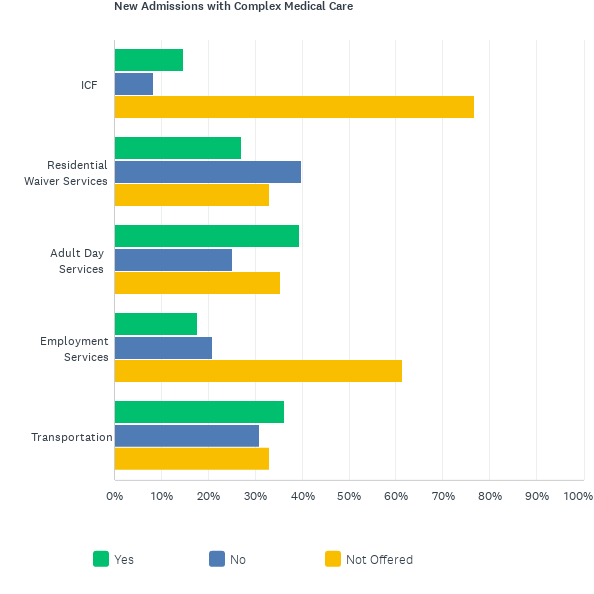 New Admissions with Complex Medical Care
ICF
Residential
Waiver Services
Adult Day
Services
Employment
Services
Transportation
0% 10% 20% 30% 40% 50% 60% 70% 80% 90% 100%
Yes No Not Offered